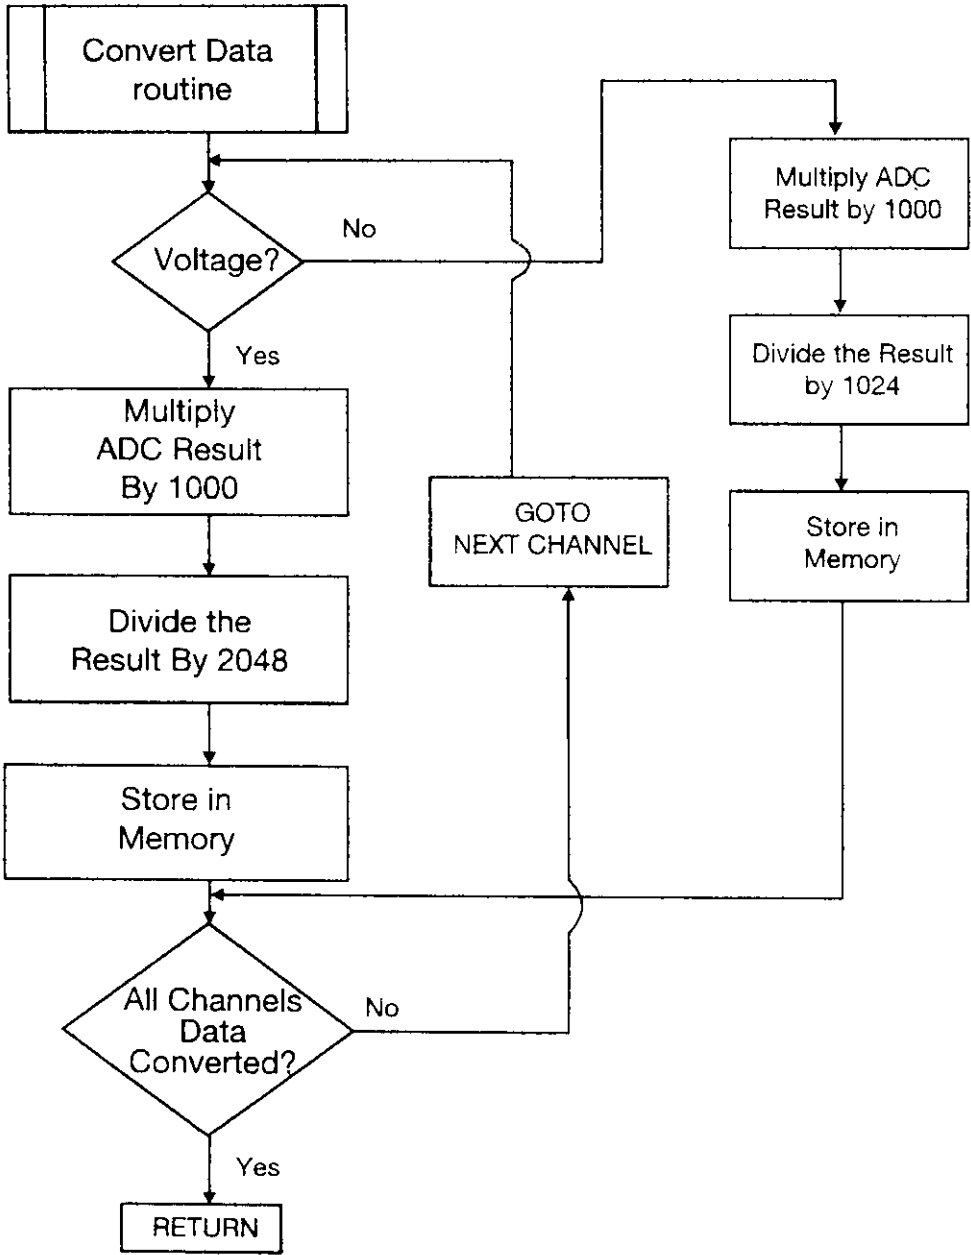 Convert Data
routine
Voltage?
No
Yes
Multiply
ADC Result
By 1000
Divide the
Result By 2048
Store in
Memory
All Channels
Data
Converted?
No
Yes
RETURN
GOTO
NEXT CHANNEL
Multiply ADC
Result by 1000
Divide the Result
by 1024
Store in
Memory